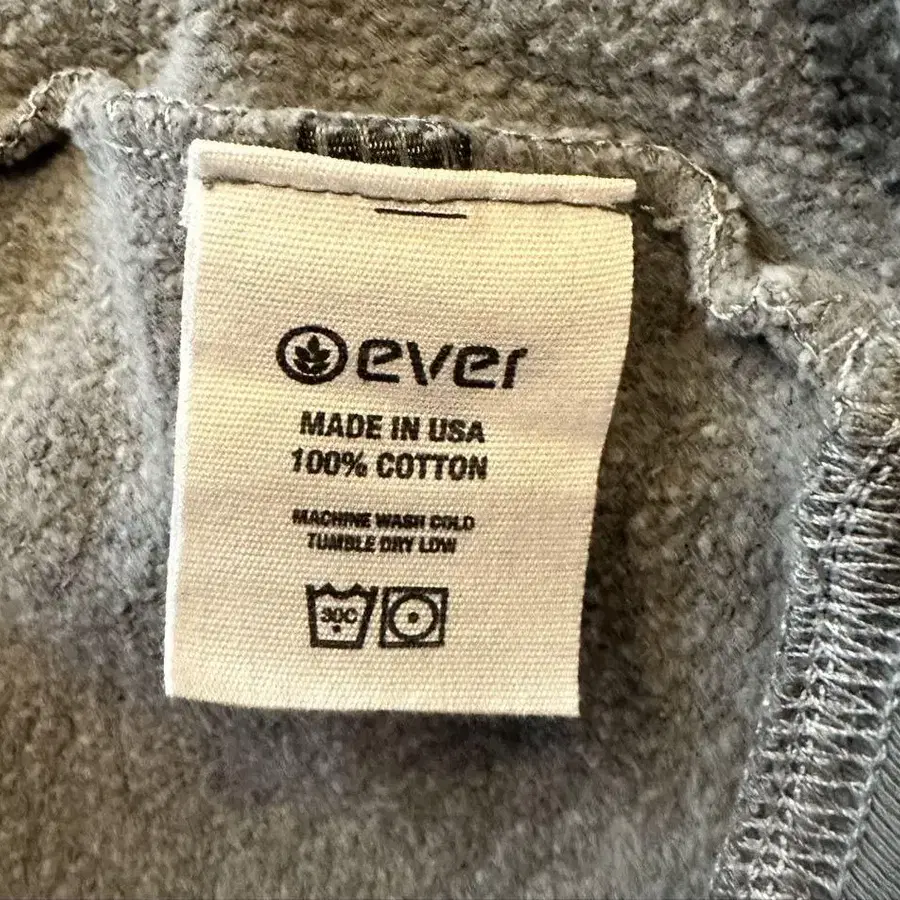 ever
MADE IN USA
100% COTTON
MACHINE WASH COLD
TUMBLE DRY LOW
30C